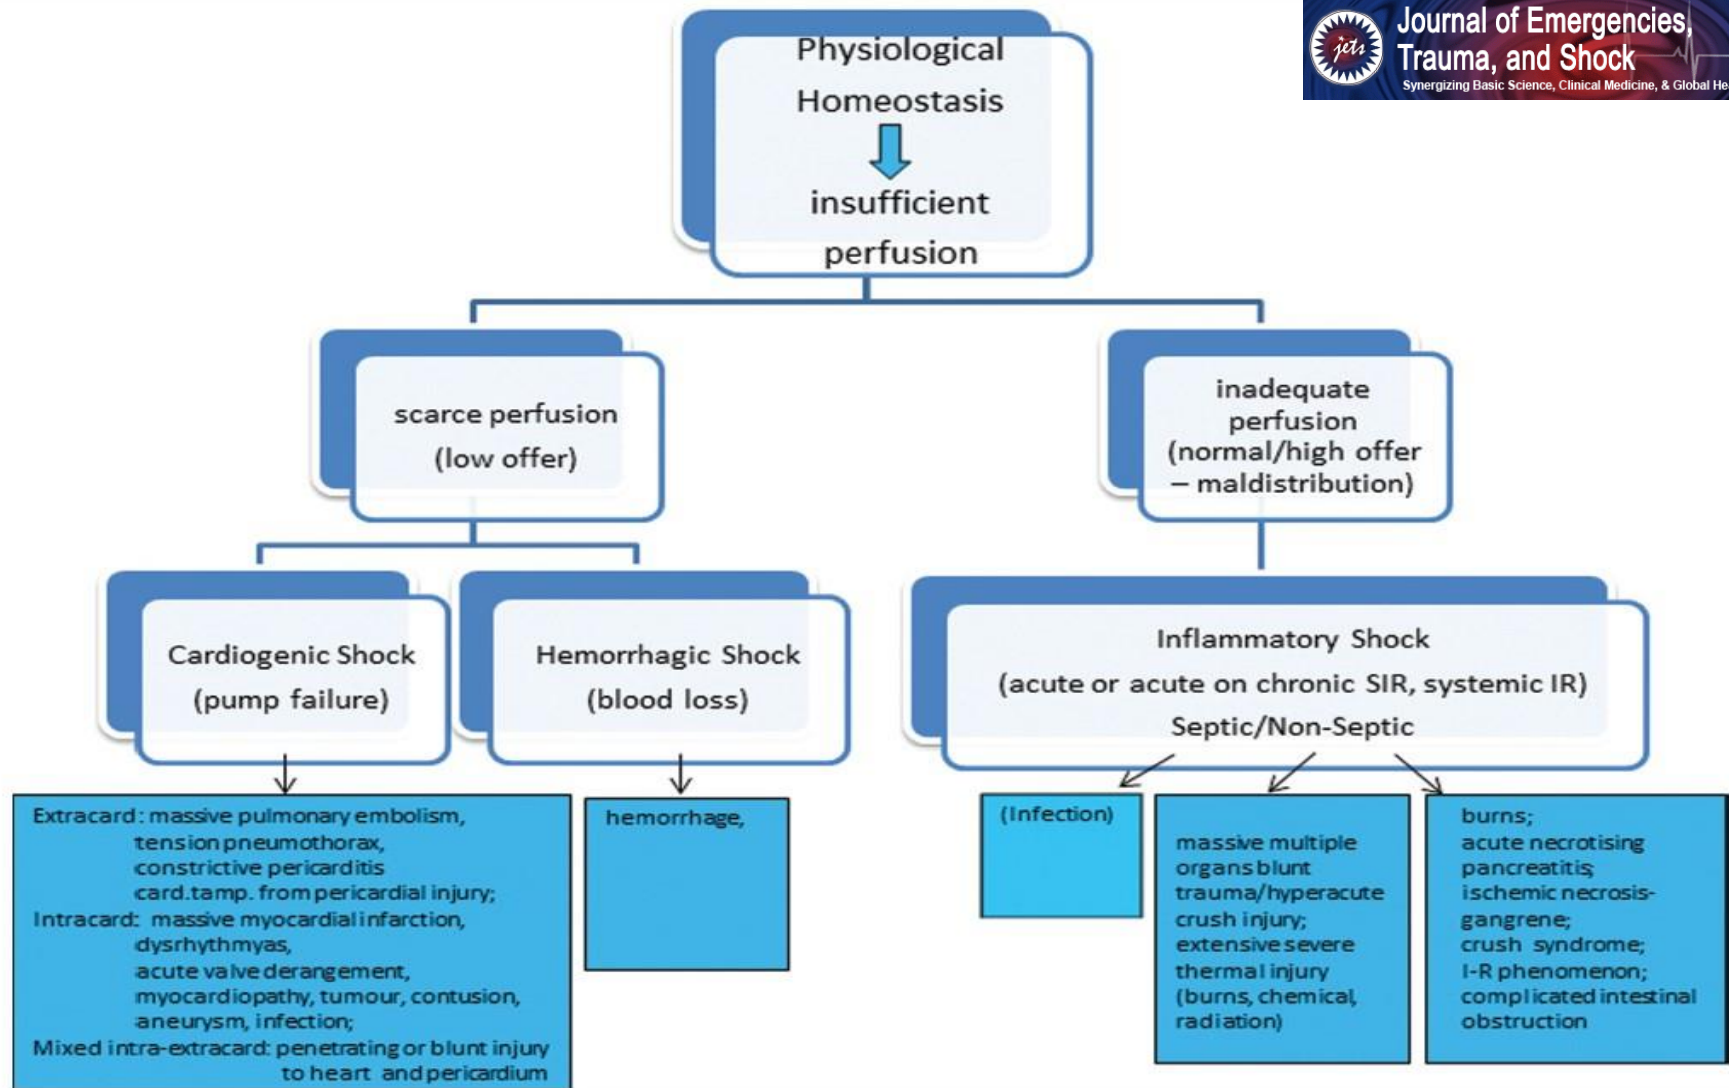 jets
Journal of Emergencies,
Trauma, and Shock
Synergizing Basic Science, Clinical Medicine, & Global
Physiological
Homeostasis
insufficient
perfusion
scarce perfusion
(low offer)
inadequate
perfusion
(normal/high offer
– maldistribution)
Cardiogenic Shock
(pump failure)
Hemorrhagic Shock
(blood loss)
Inflammatory Shock
(acute or acute on chronic SIR, systemic IR)
Septic/Non-Septic
Extracard: massive pulmonary embolism,
tension pneumothorax,
constrictive pericarditis
card.tamp. from pericardial injury;
Intracard: massive myocardial infarction,
dysrhythmyas,
acute valve derangement,
myocardiopathy, tumour, contusion,
aneurysm, infection;
Mixed intra-extracard: penetrating or blunt injury
to heart and pericardium
hemorrhage,
(Infection)
massive multiple
organs blunt
trauma/hyperacute
crush injury;
extensive severe
thermal injury
(burns, chemical,
radiation)
burns;
acute necrotising
pancreatitis;
ischemic necrosis-
gangrene;
crush syndrome;
I-R phenomenon;
complicated intestinal
obstruction